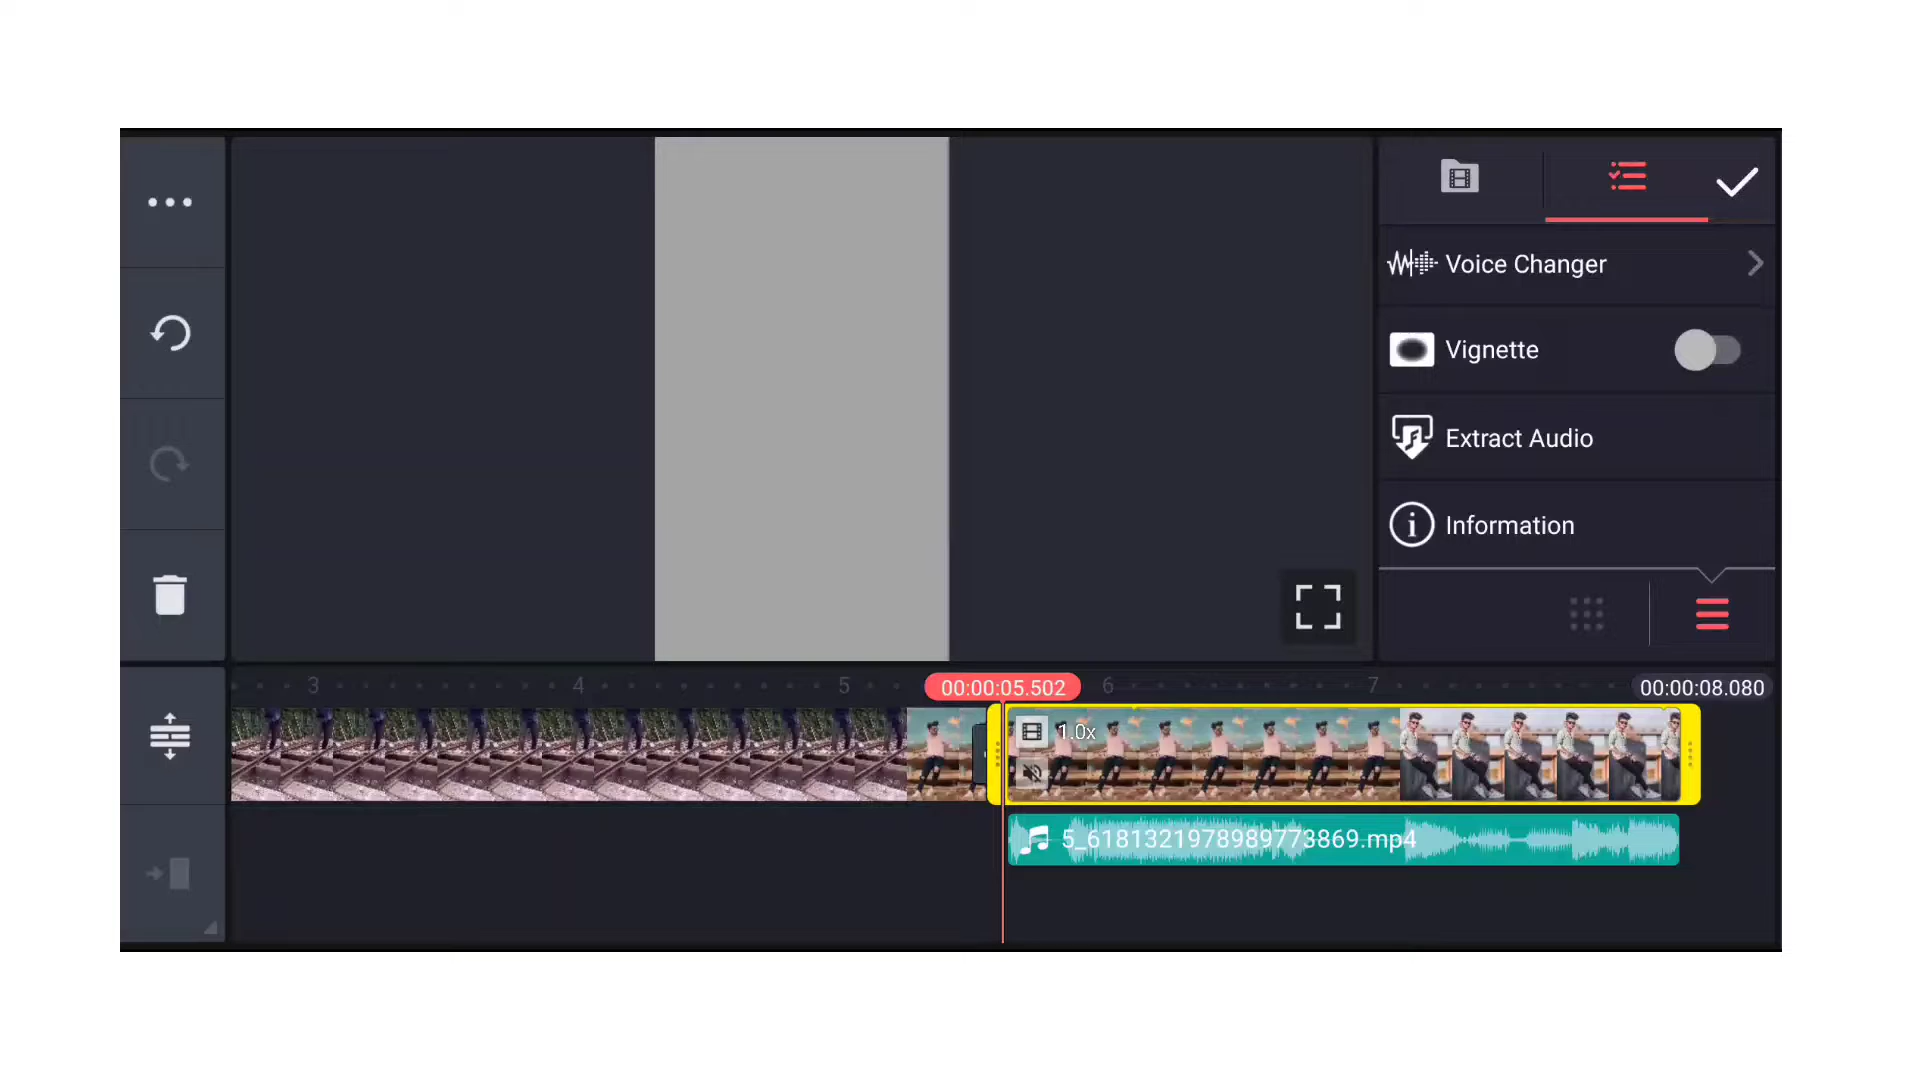 Voice Changer
Vignette
Extract Audio
Information
3
4
5
00:00:05.502
6
7
00:00:08.080
1.0x
5_6181321978989773869.mp4